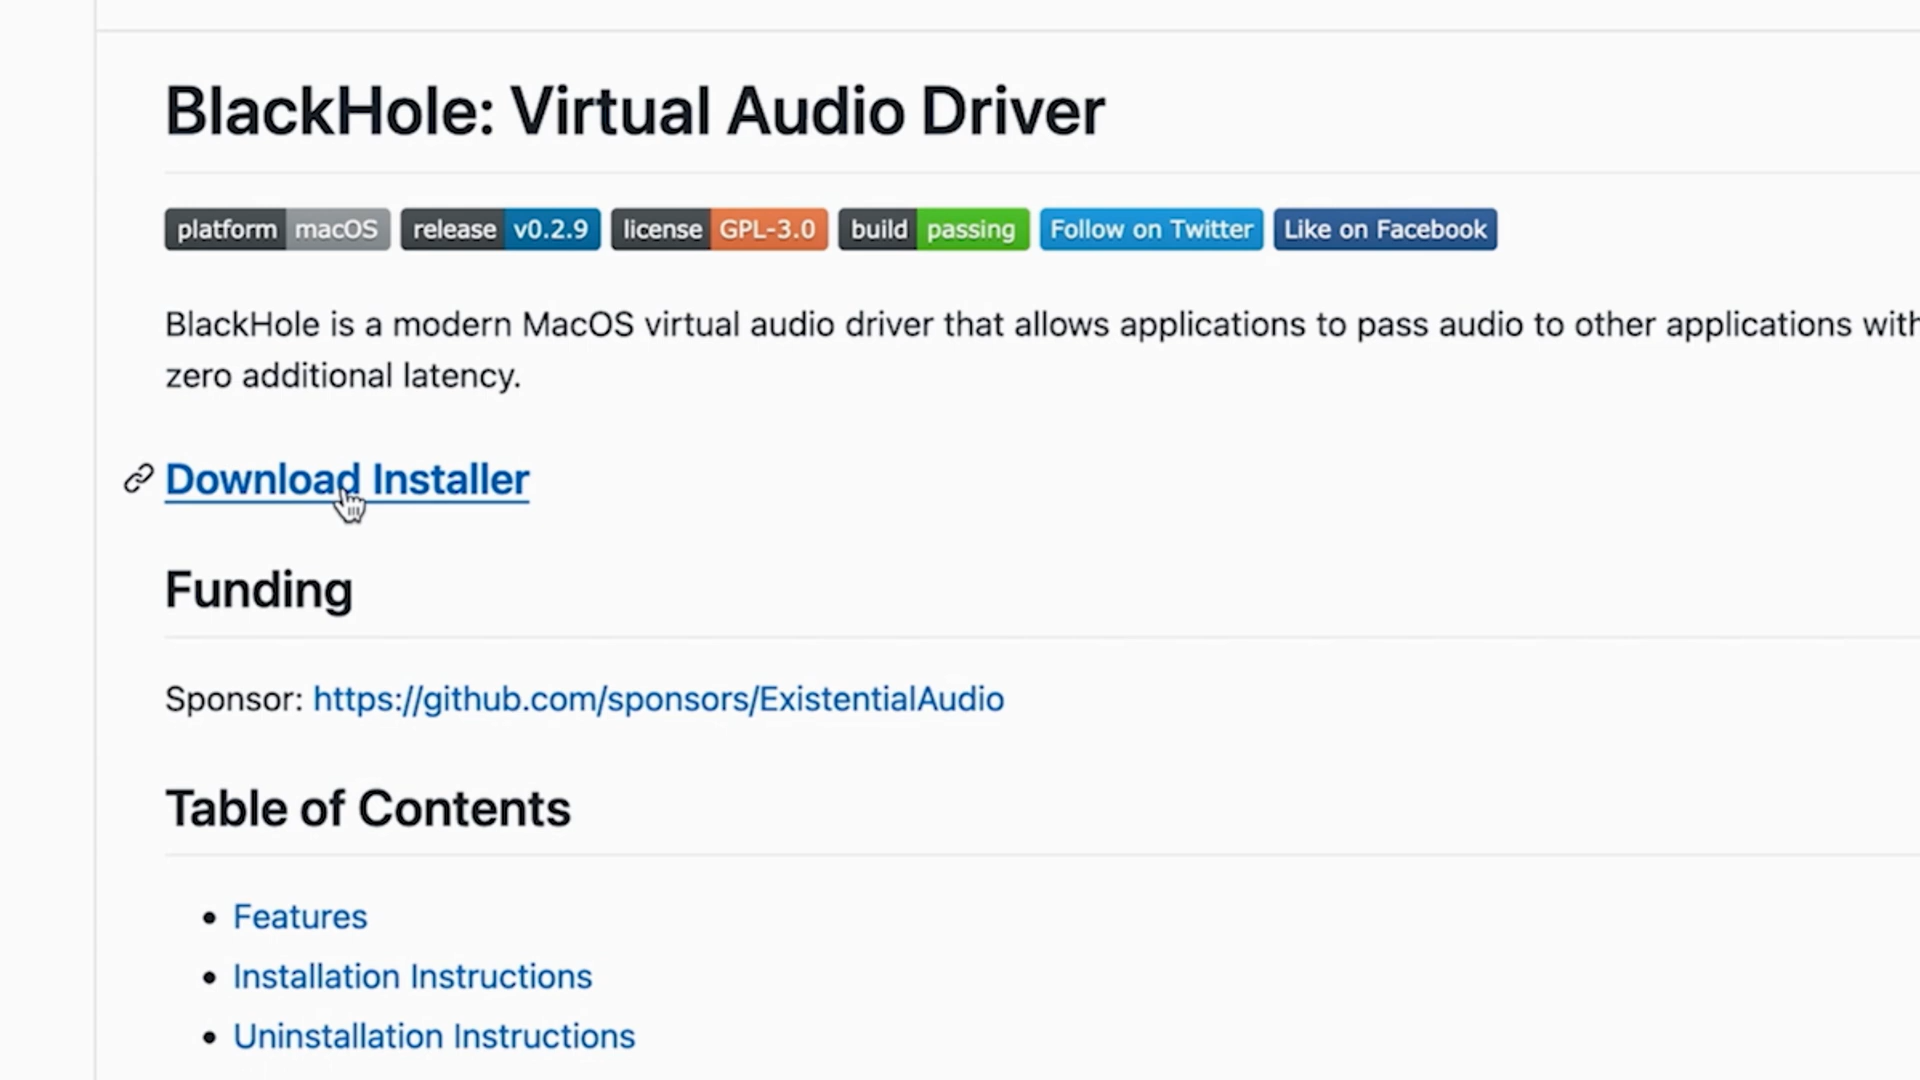 BlackHole: Virtual Audio Driver
platform macOS release v0.2.9 license GPL-3.0 build passing Follow on Twitter Like on Facebook
BlackHole is a modern MacOS virtual audio driver that allows applications to pass audio to other applications with
zero additional latency.
Download Installer
Funding
Sponsor: https://github.com/sponsors/ExistentialAudio
Table of Contents
• Features
• Installation Instructions
• Uninstallation Instructions